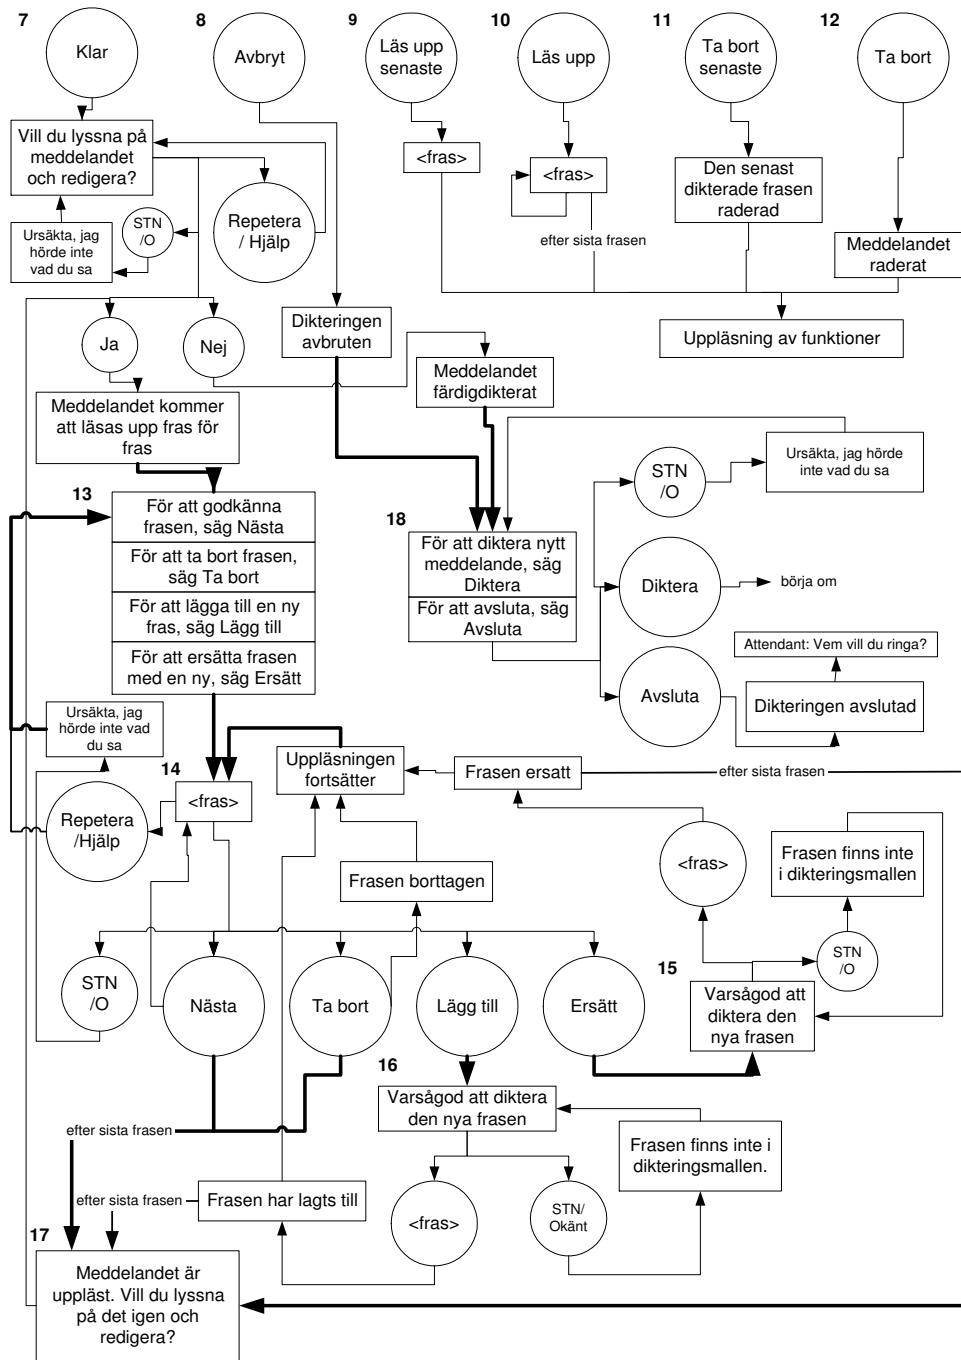 7
8
9
10
11
12
Klar
Avbryt
Läs upp
senaste
Läs upp
Ta bort
senaste
Ta bort
Vill du lyssna på
meddelandet
och redigera?
<fras>
<fras>
Den senast
dikterade frasen
raderad
STN
/O
Repetera
/ Hjälp
Ursäkta, jag
hörde inte
vad du sa
efter sista frasen
Meddelandet
raderat
Ja
Nej
Dikteringen
avbruten
Uppläsning av funktioner
Meddelandet
färdigdikterat
Meddelandet kommer
att läsas upp fras för
fras
STN
/O
Ursäkta, jag hörde
inte vad du sa
13
För att godkänna
frasen, säg Nästa
För att ta bort frasen,
säg Ta bort
För att lägga till en ny
fras, säg Lägg till
För att ersätta frasen
med en ny, säg Ersätt
18
För att diktera nytt
meddelande, säg
Diktera
För att avsluta, säg
Avsluta
Diktera
börja om
Attendant: Vem vill du ringa?
Avsluta
Dikteringen avslutad
Ursäkta, jag
hörde inte vad
du sa
14
<fras>
Uppläsningen
fortsätter
Frasen ersatt
efter sista frasen
Repetera
/Hjälp
Frasen borttagen
<fras>
Frasen finns inte
i dikteringsmallen
STN
/O
STN
/O
Nästa
Ta bort
Lägg till
Ersätt
15
Varsågod att
diktera den
nya frasen
16
Varsågod att diktera
den nya frasen
efter sista frasen
Frasen finns inte i
dikteringsmallen.
efter sista frasen
Frasen har lagts till
<fras>
STN/
Okänt
17
Meddelandet är
uppläst. Vill du lyssna
på det igen och
redigera?